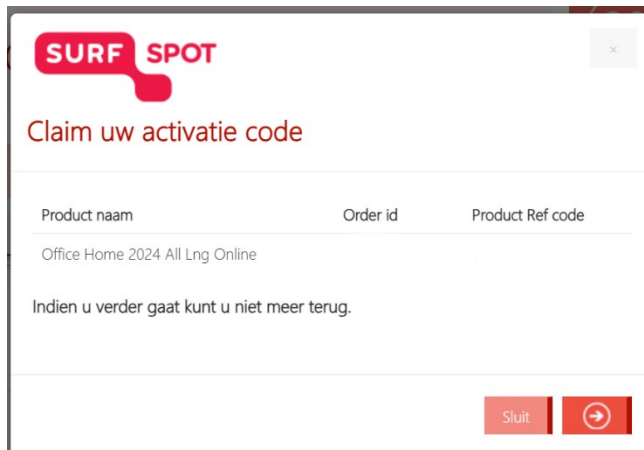 SURF SPOT
×
Claim uw activatie code
Product naam Order id Product Ref code
Office Home 2024 All Lng Online
Indien u verder gaat kunt u niet meer terug.
Sluit